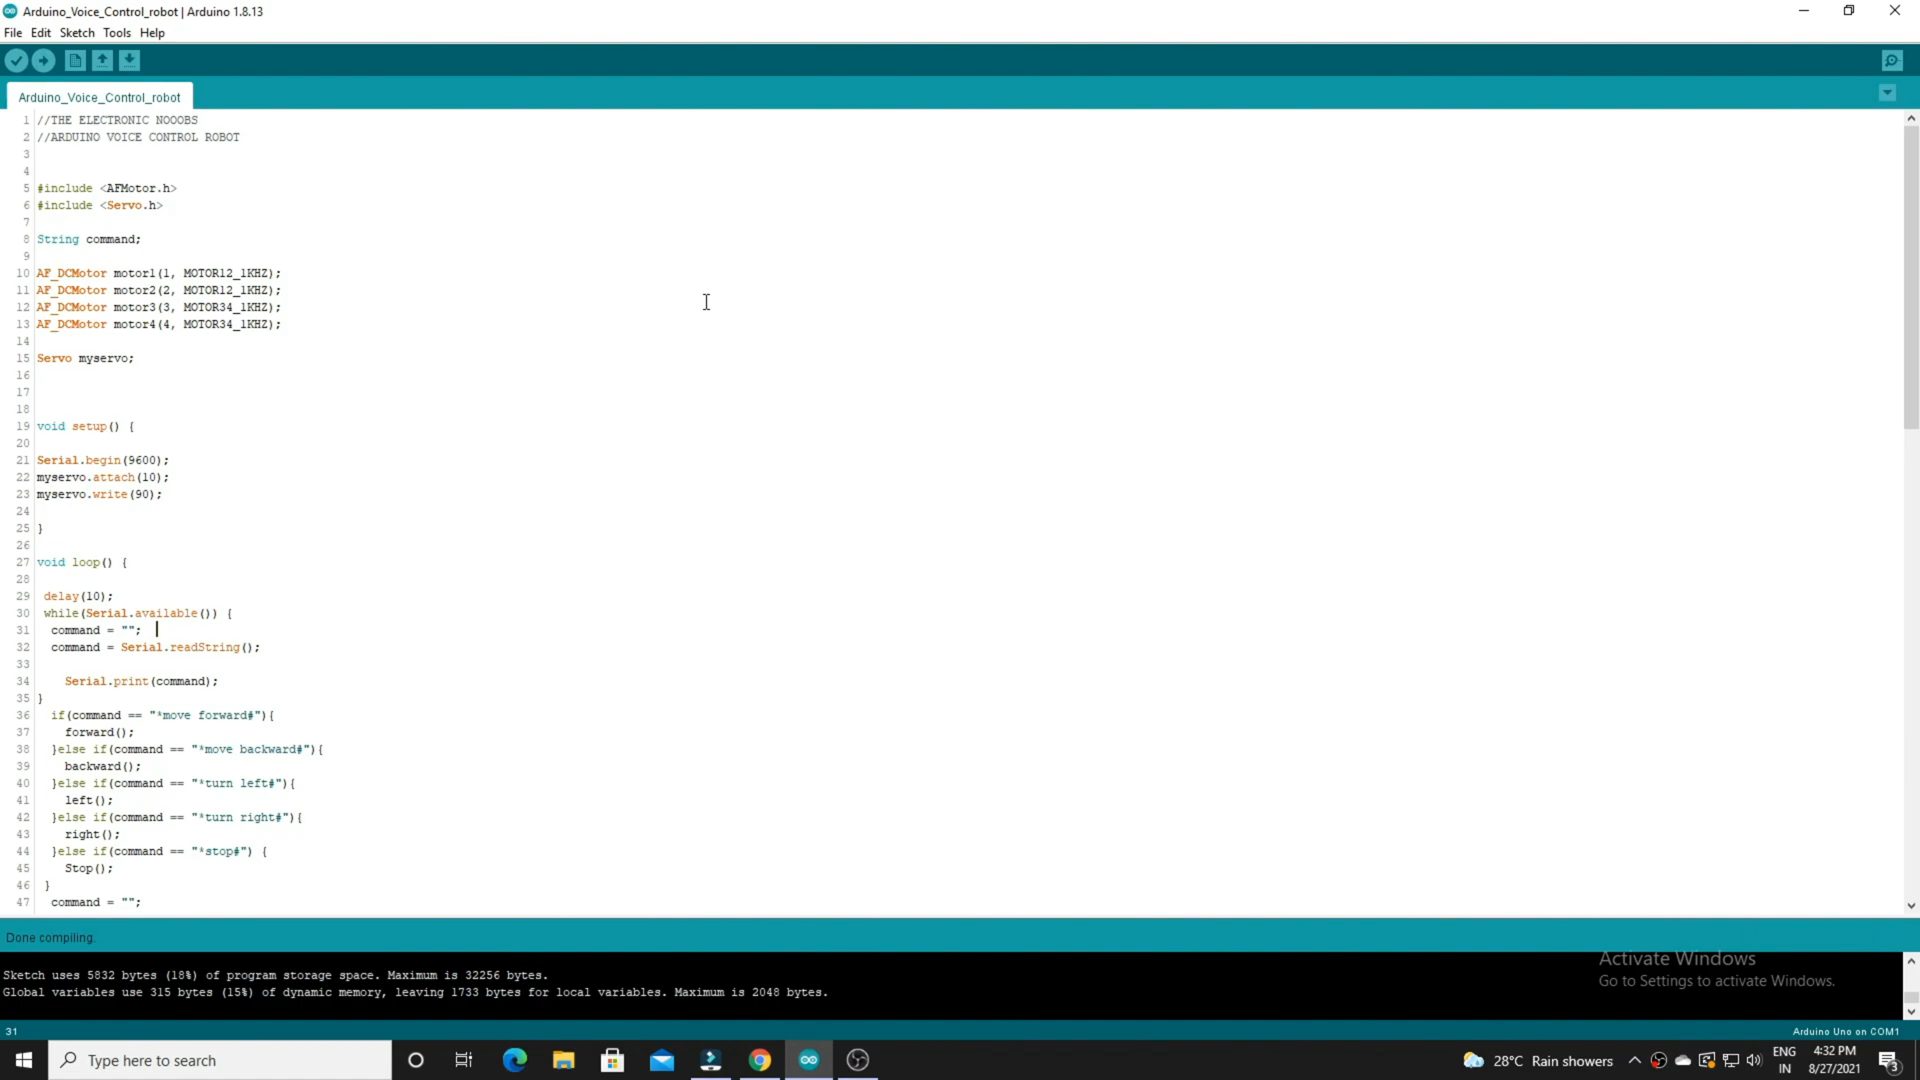 Arduino_Voice_Control_robot | Arduino 1.8.13
File Edit Sketch Tools Help
Arduino_Voice_Control_robot
1 //THE ELECTRONIC NOOOBS
2 //ARDUINO VOICE CONTROL ROBOT
3
4
5 #include <AFMotor.h>
6 #include <Servo.h>
7
8 String command;
9
10 AF_DCMotor motor1(1, MOTOR12_1KHZ);
11 AF_DCMotor motor2(2, MOTOR12_1KHZ);
12 AF_DCMotor motor3(3, MOTOR34_1KHZ);
13 AF_DCMotor motor4(4, MOTOR34_1KHZ);
14
15 Servo myservo;
16
17
18
19 void setup() {
20
21 Serial.begin(9600);
22 myservo.attach(10);
23 myservo.write(90);
24
25 }
26
27 void loop() {
28
29 delay(10);
30 while(Serial.available()) {
31 command = "";
32 command = Serial.readString();
33
34 Serial.print(command);
35 }
36 if(command == "*move forward#"){
37 forward();
38 }else if(command == "*move backward#"){
39 backward();
40 }else if(command == "*turn left#"){
41 left();
42 }else if(command == "*turn right#"){
43 right();
44 }else if(command == "*stop#") {
45 Stop();
46 }
47 command = "";
Done compiling.
Sketch uses 5832 bytes (18%) of program storage space. Maximum is 32256 bytes.
Global variables use 315 bytes (15%) of dynamic memory, leaving 1733 bytes for local variables. Maximum is 2048 bytes.
Activate Windows
Go to Settings to activate Windows.
31
Arduino Uno on COM1
Type here to search
28°C Rain showers
ENG
IN
4:32 PM
8/27/2021
3